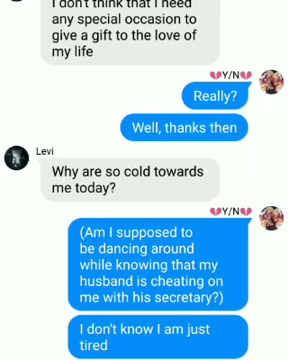 I don't think that I need
any special occasion to
give a gift to the love of
my life
💔Y/N💔
Really?
Well, thanks then
Levi
Why are so cold towards
me today?
💔Y/N💔
(Am I supposed to
be dancing around
while knowing that my
husband is cheating on
me with his secretary?)
I don't know I am just
tired